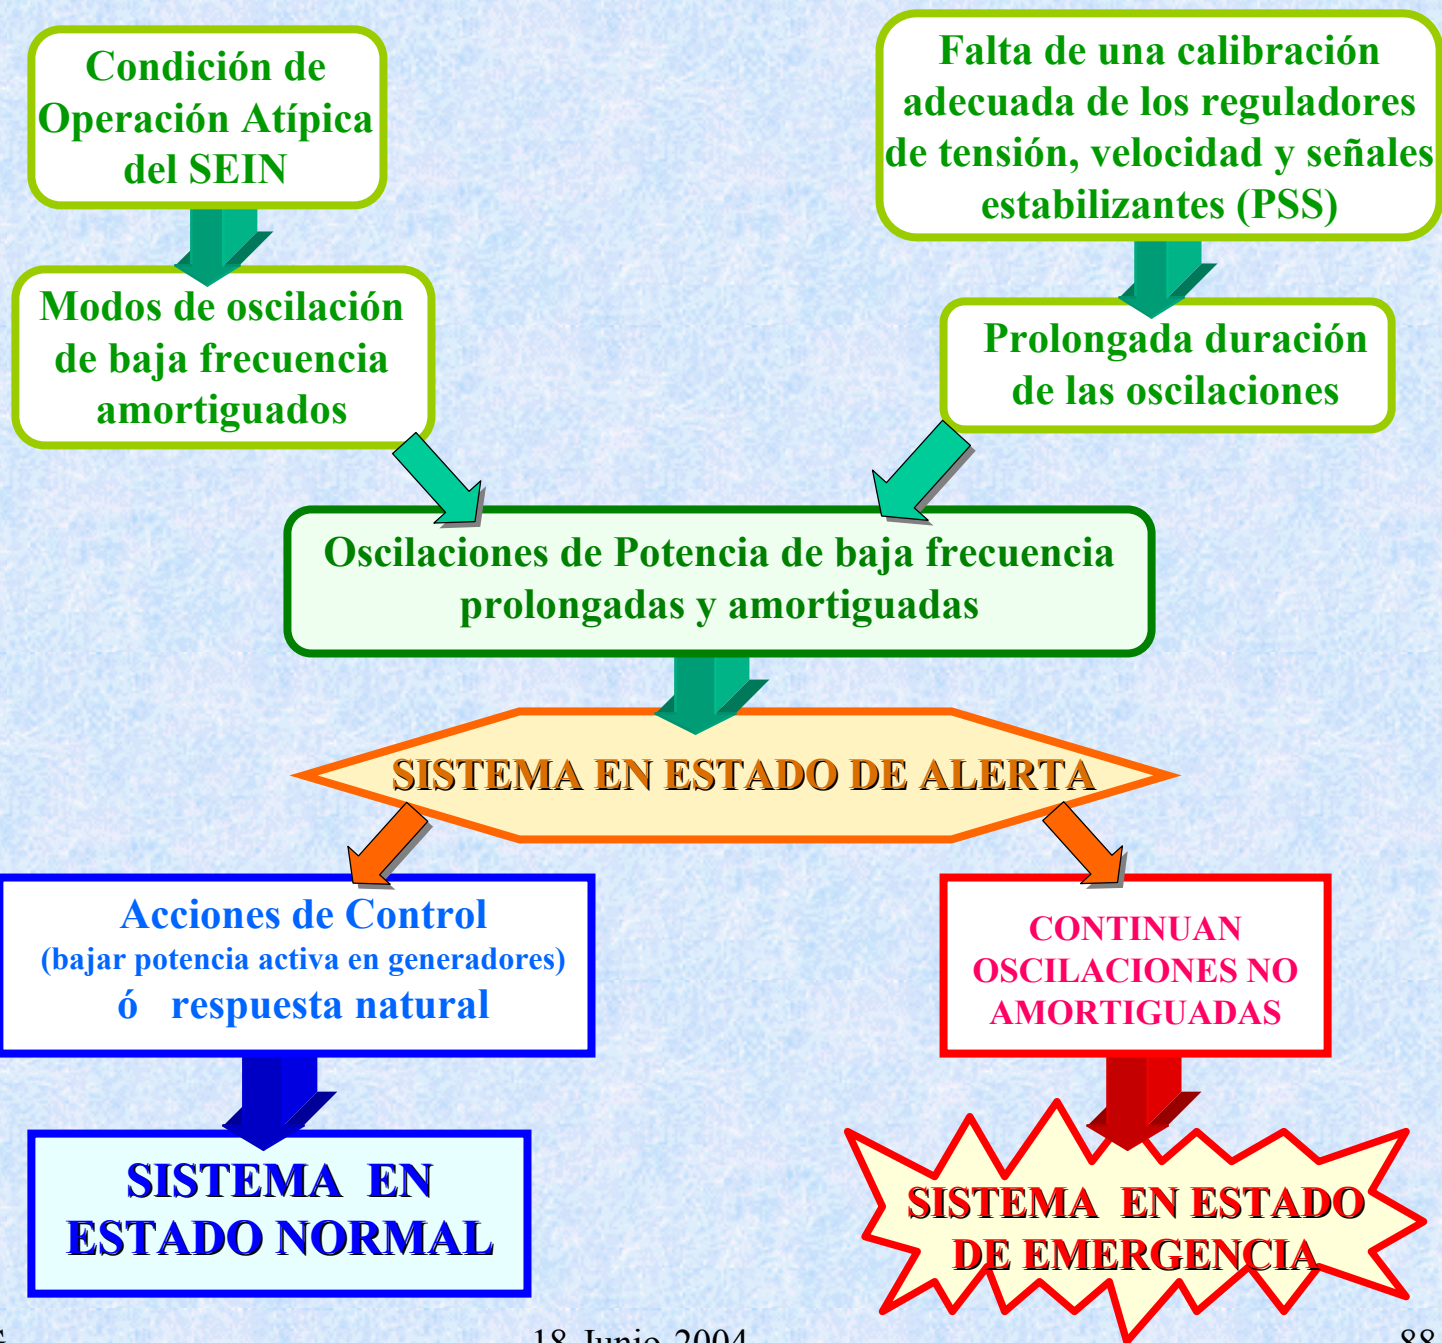 Condición de
Operación Atípica
del SEIN
Falta de una calibración
adecuada de los reguladores
de tensión, velocidad y señales
estabilizantes (PSS)
Modos de oscilación
de baja frecuencia
amortiguados
Prolongada duración
de las oscilaciones
Oscilaciones de Potencia de baja frecuencia
prolongadas y amortiguadas
SISTEMA EN ESTADO DE ALERTA
Acciones de Control
(bajar potencia activa en generadores)
ó respuesta natural
CONTINUAN
OSCILACIONES NO
AMORTIGUADAS
SISTEMA EN
ESTADO NORMAL
SISTEMA EN ESTADO
DE EMERGENCIA
18 Junio 2004
88